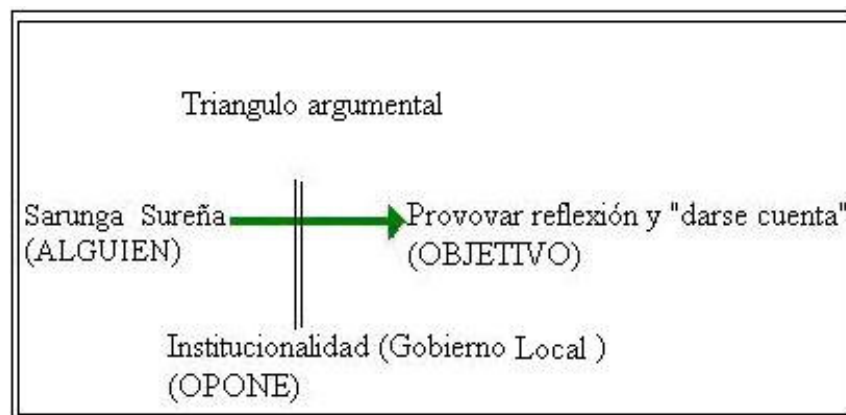 Triangulo argumental
Sarunga Sureña
(ALGUIEN)
Provovar reflexión y "darse cuenta"
(OBJETIVO)
Institucionalidad (Gobierno Local )
(OPONE)